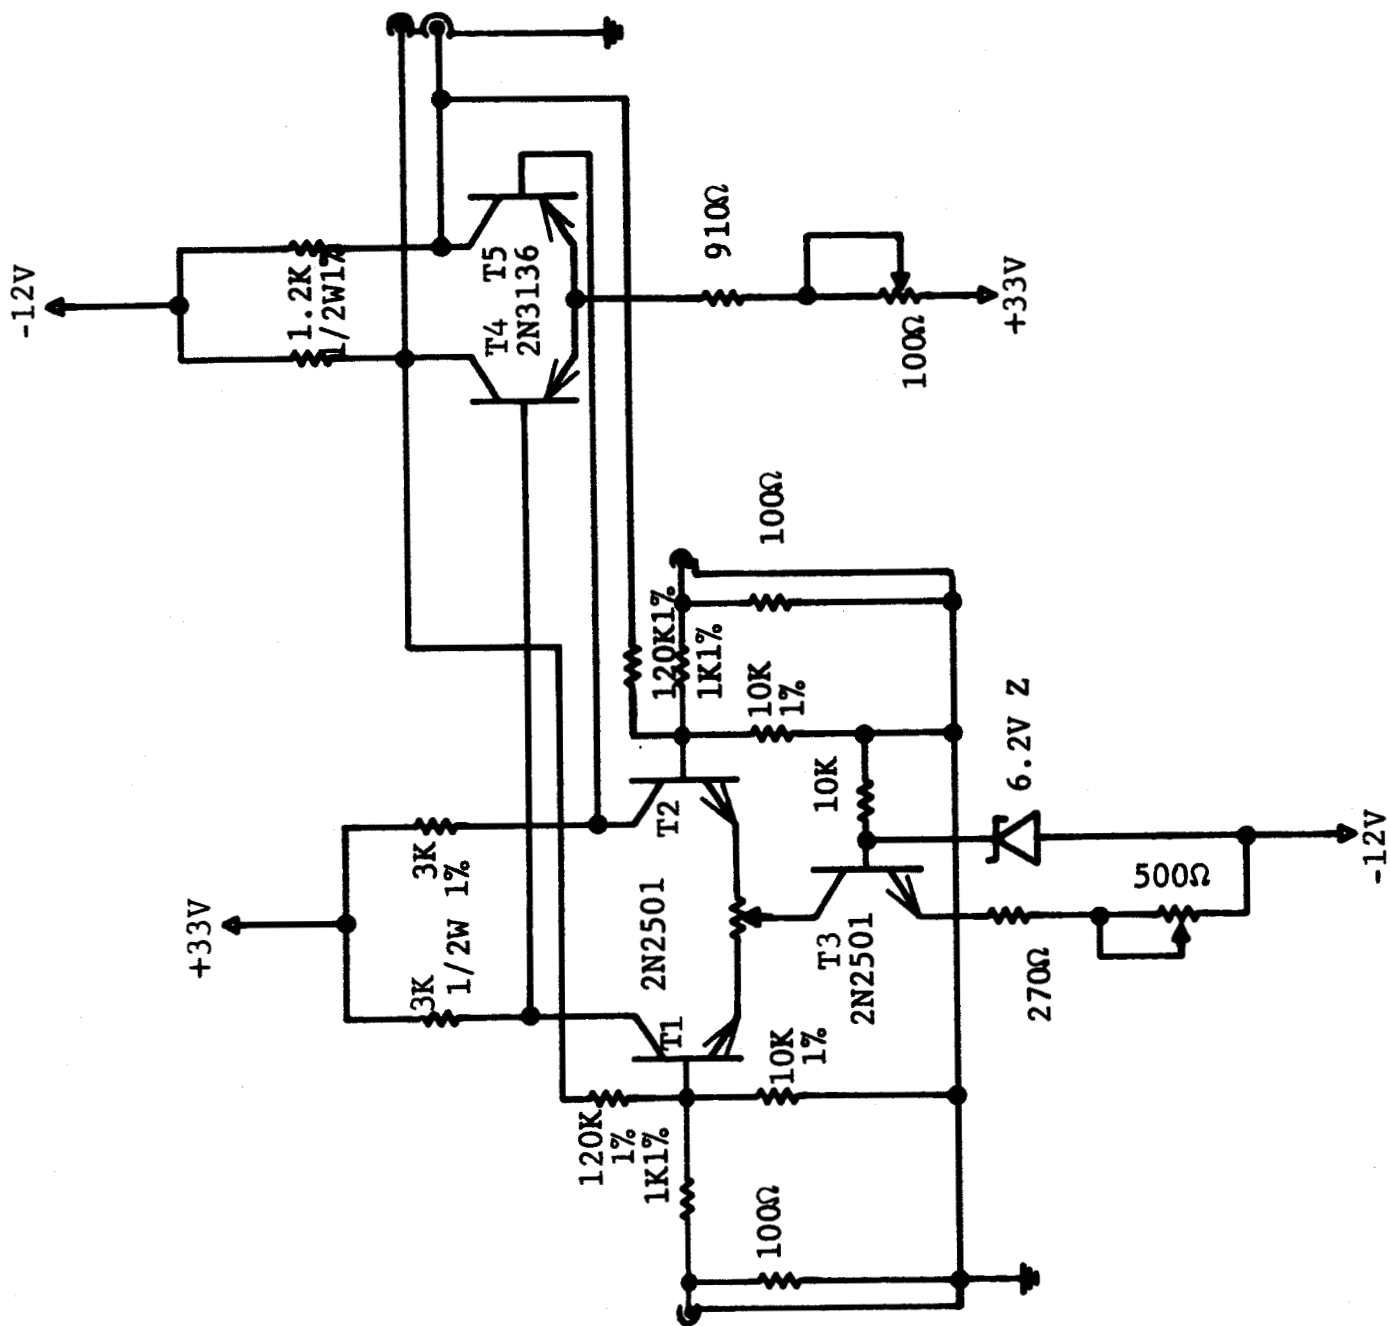 -12V
1.2K
1/2W1%
T5
T4
2N3136
910Ω
100Ω
+33V
100Ω
120K1%
1K1%
10K
1%
10K
6.2V Z
+33V
3K
1/2W 1%
3K
T2
2N2501
T1
T3
2N2501
500Ω
270Ω
-12V
10K
1%
120K
1%
1K1%
100Ω